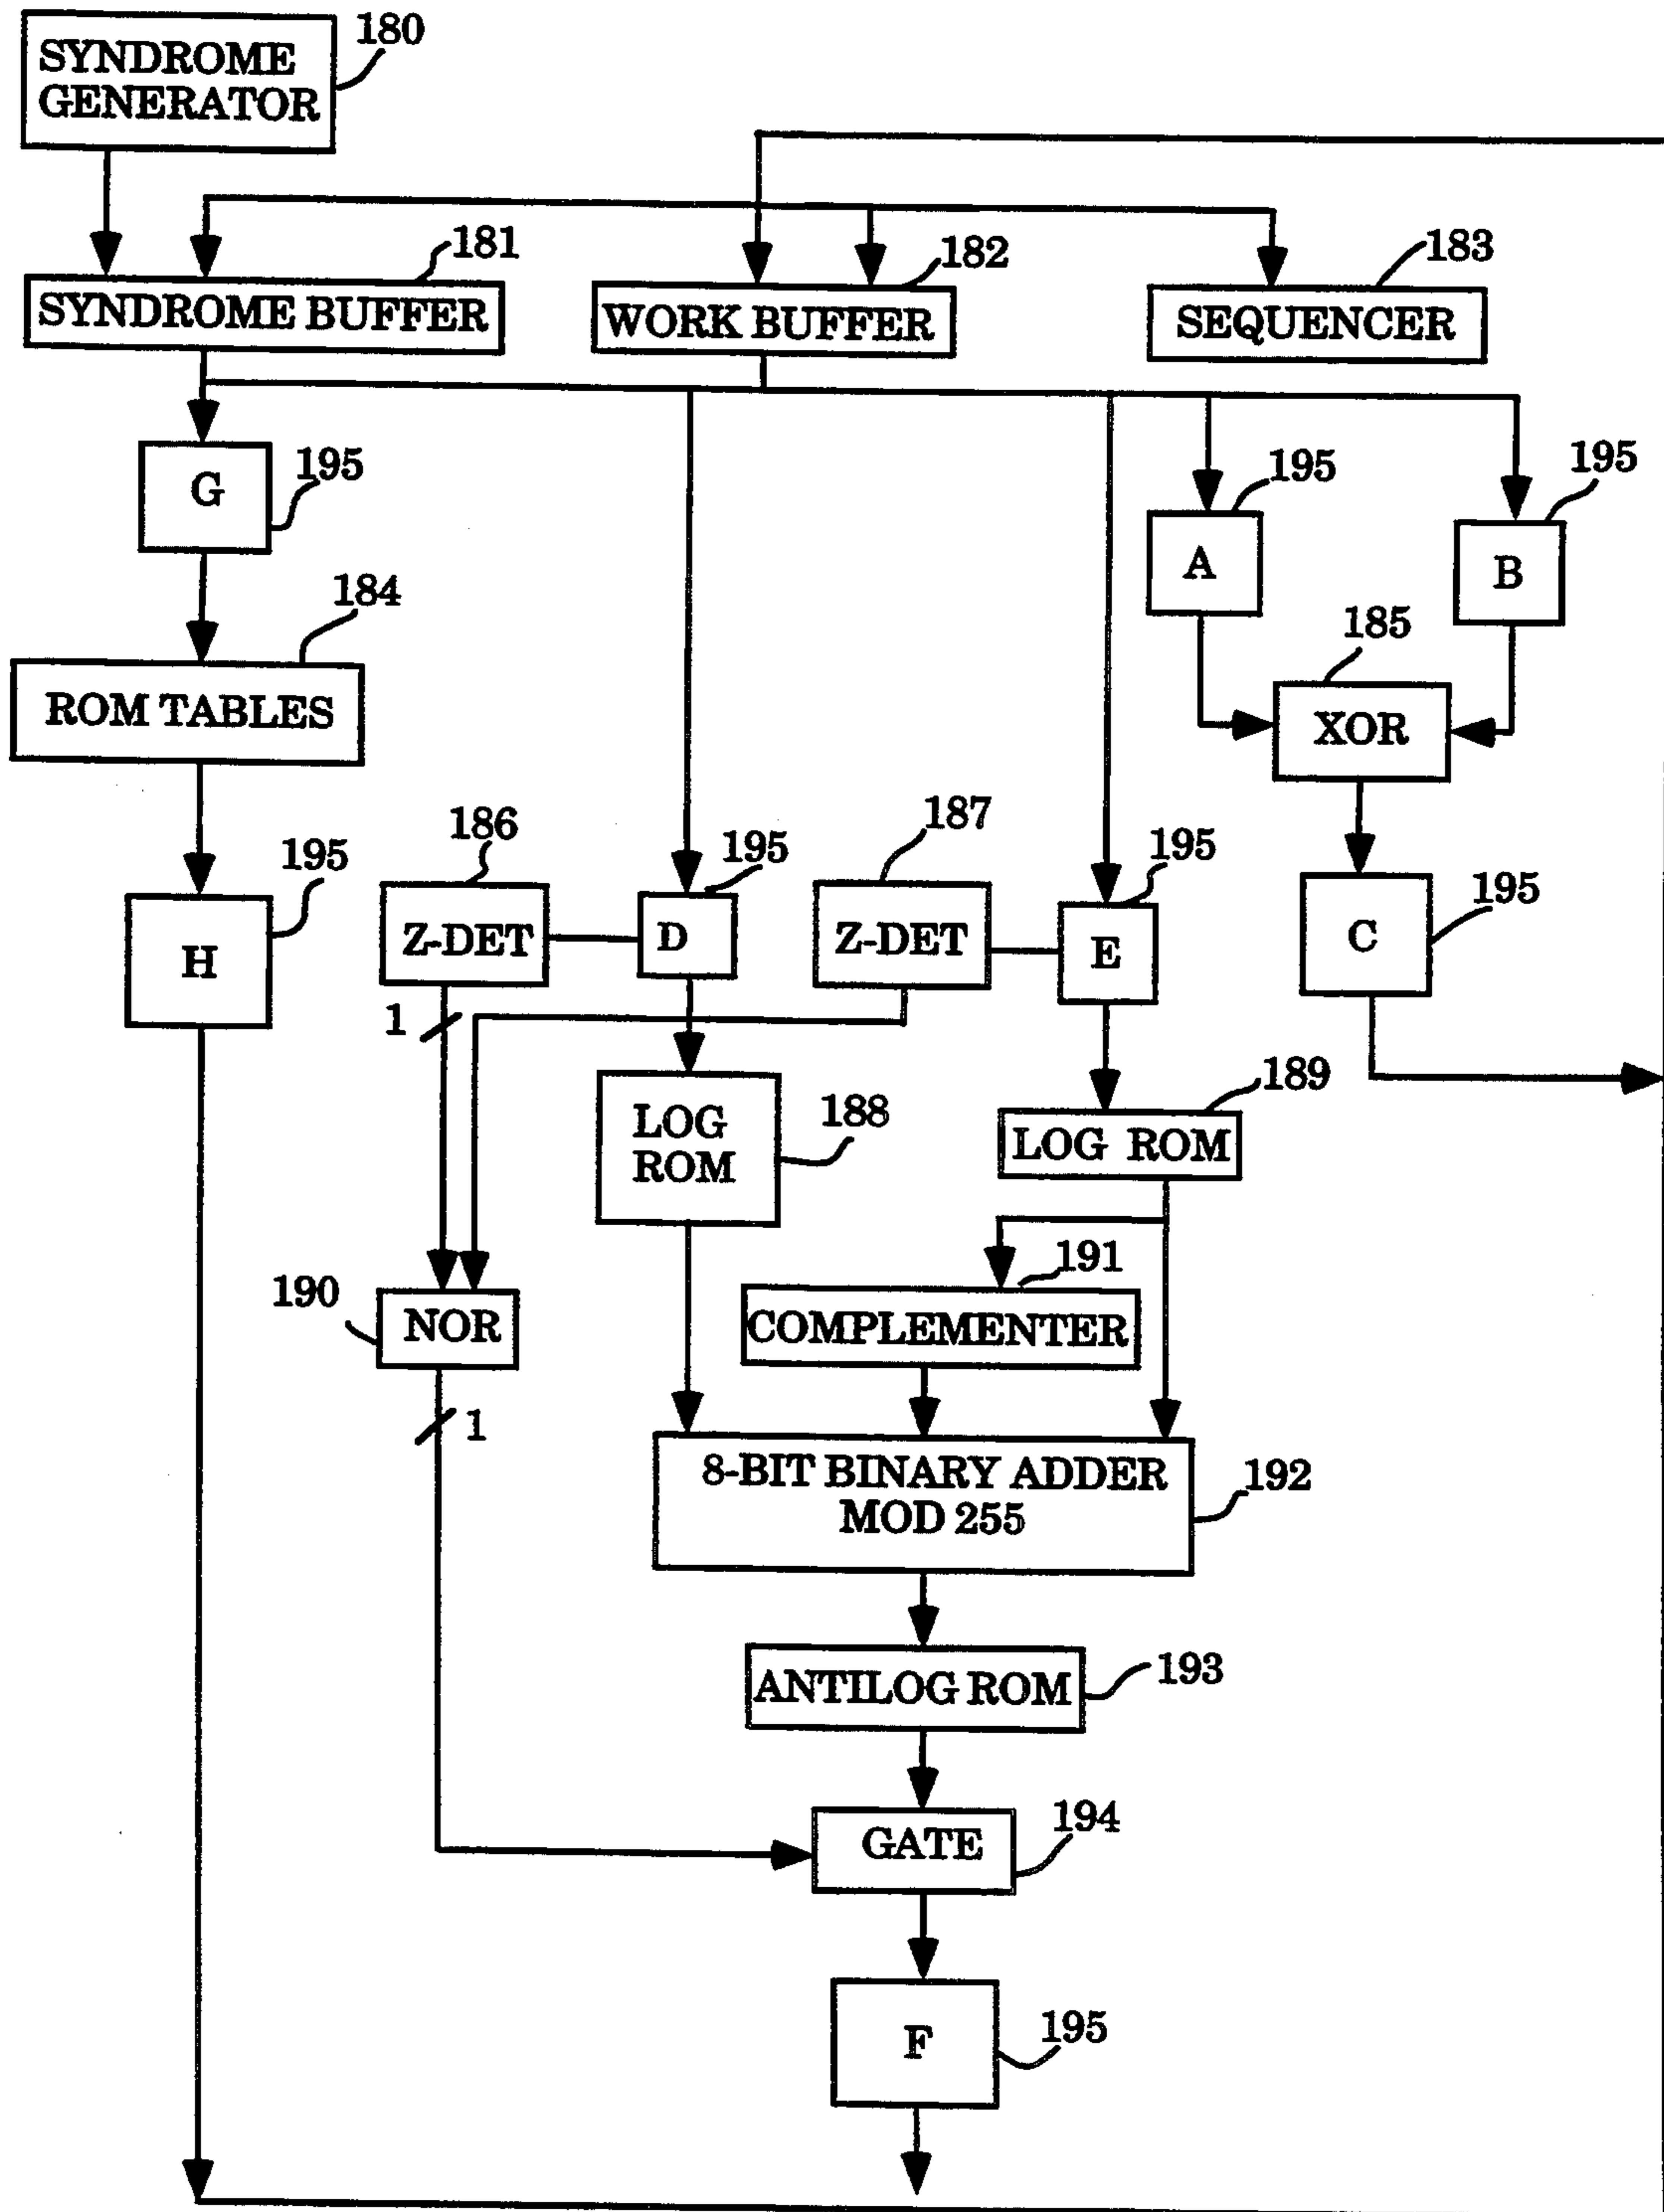 SYNDROME
GENERATOR
180
181
182
183
SYNDROME BUFFER
WORK BUFFER
SEQUENCER
G
195
A
195
B
195
184
ROM TABLES
185
XOR
186
Z-DET
195
D
187
Z-DET
195
E
195
H
C
195
1
LOG
ROM
188
189
LOG ROM
190
NOR
191
COMPLEMENTER
1
8-BIT BINARY ADDER
MOD 255
192
ANTILOG ROM
193
GATE
194
F
195